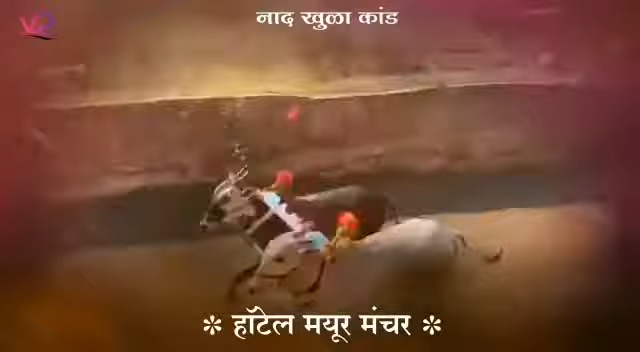 नाद खुळा कांड
✼ हॉटेल मयूर मंचर ✼